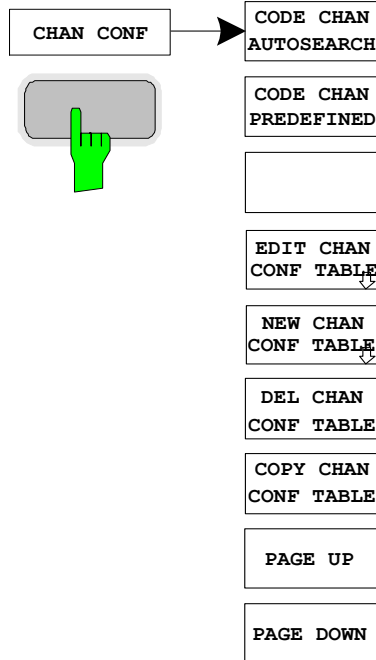 CHAN CONF
CODE CHAN
AUTOSEARCH
CODE CHAN
PREDEFINED
EDIT CHAN
CONF TABLE
NEW CHAN
CONF TABLE
DEL CHAN
CONF TABLE
COPY CHAN
CONF TABLE
PAGE UP
PAGE DOWN